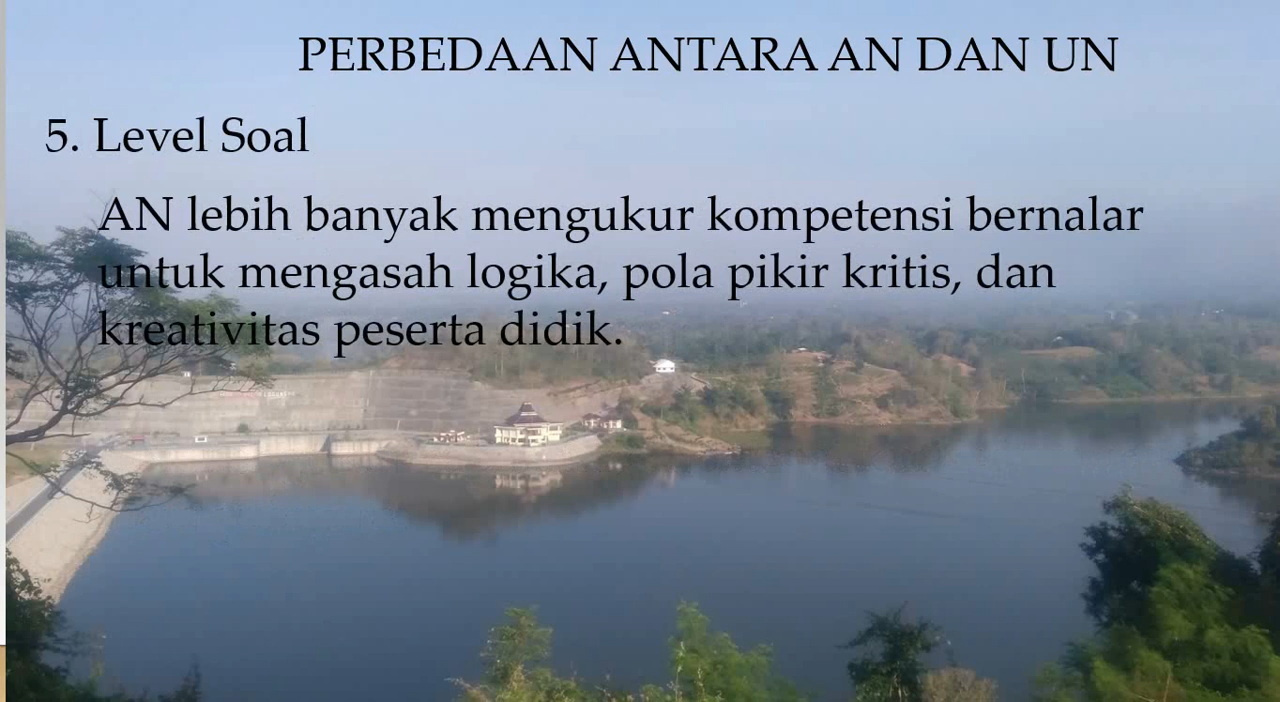 PERBEDAAN ANTARA AN DAN UN
5. Level Soal
AN lebih banyak mengukur kompetensi bernalar
untuk mengasah logika, pola pikir kritis, dan
kreativitas peserta didik.